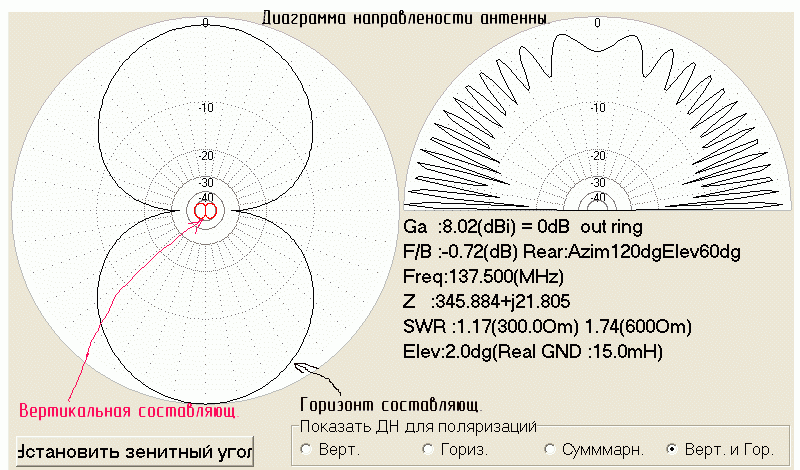 Диаграмма направлености антенны.
0
-10
-20
-30
-40
0
-10
-20
-30
-40
Ga :8.02(dBi) = 0dB out ring
F/B :-0.72(dB) Rear:Azim120dgElev60dg
Freq:137.500(MHz)
Z :345.884+j21.805
SWR :1.17(300.0Om) 1.74(600Om)
Elev:2.0dg(Real GND :15.0mH)
Вертикальная составляющ.
Горизонт составляющ.
Показать ДН для поляризаций
Верт.
Гориз.
Сумммарн.
Верт. и Гор.
Установить зенитный угол